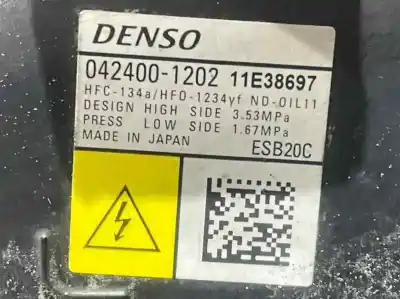 DENSO
042400-1202 11E38697
HFC-134a/HFO-1234yf ND-OIL11
DESIGN HIGH SIDE 3.53MPa
PRESS LOW SIDE 1.67MPa
MADE IN JAPAN ESB20C